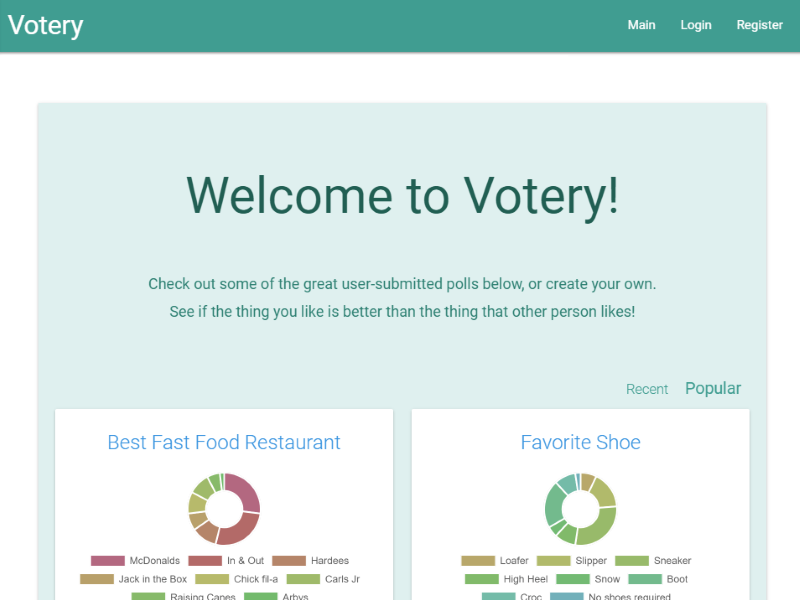 Votery
Main Login Register
Welcome to Votery!
Check out some of the great user-submitted polls below, or create your own.
See if the thing you like is better than the thing that other person likes!
Recent Popular
Best Fast Food Restaurant
McDonalds In & Out Hardees
Jack in the Box Chick fil-a Carls Jr
Raising Canes Arbys
Favorite Shoe
Loafer Slipper Sneaker
High Heel Snow Boot
Croc No shoes required